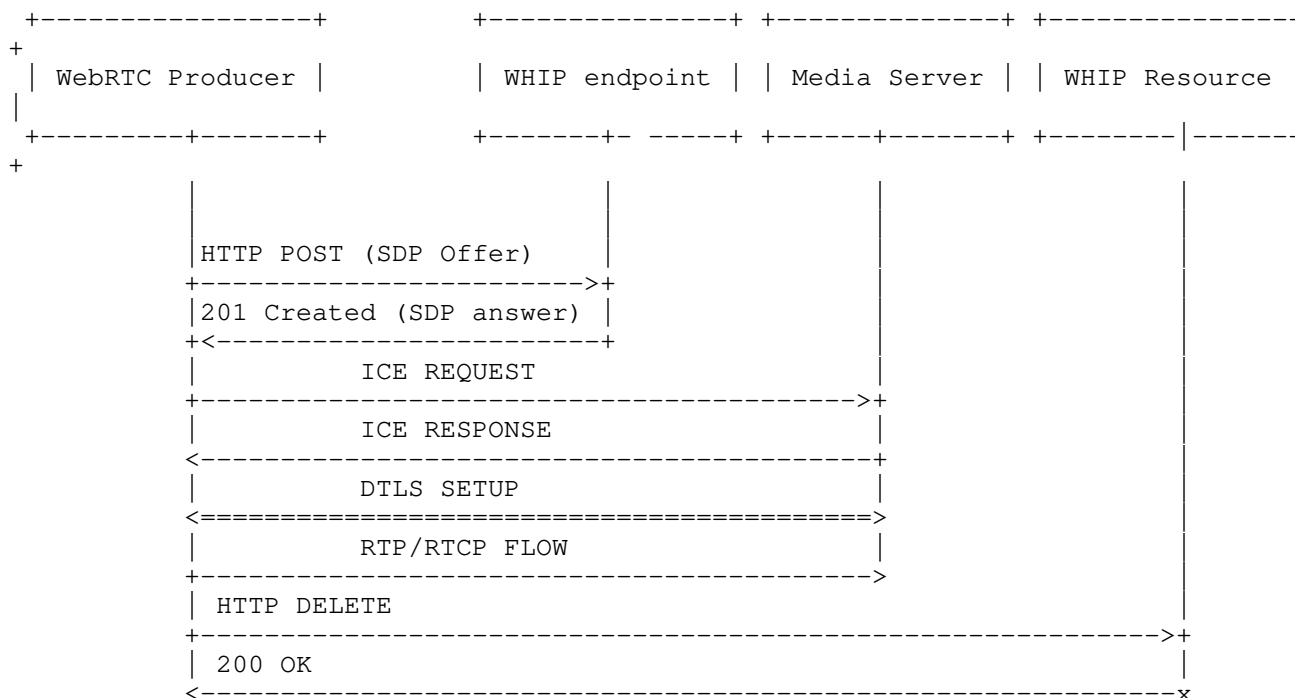 WebRTC Producer WHIP endpoint Media Server WHIP Resource
HTTP POST (SDP Offer)
201 Created (SDP answer)
ICE REQUEST
ICE RESPONSE
DTLS SETUP
RTP/RTCP FLOW
HTTP DELETE
200 OK
x